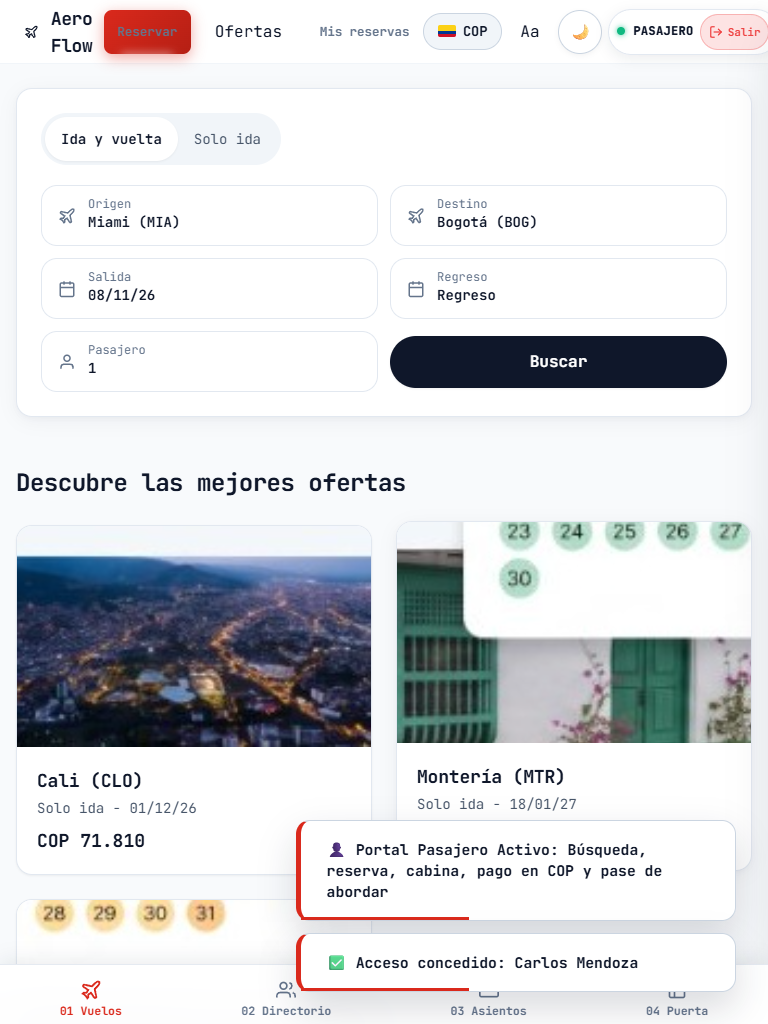 Aero Flow
Reservar
Ofertas
Mis reservas
COP
Aa
PASAJERO
Salir
Ida y vuelta
Solo ida
Origen
Miami (MIA)
Destino
Bogotá (BOG)
Salida
08/11/26
Regreso
Regreso
Pasajero
1
Buscar
Descubre las mejores ofertas
23 24 25 26 27
30
Cali (CLO)
Solo ida - 01/12/26
COP 71.810
Montería (MTR)
Solo ida - 18/01/27
28 29 30 31
👤 Portal Pasajero Activo: Búsqueda,
reserva, cabina, pago en COP y pase de
abordar
✅ Acceso concedido: Carlos Mendoza
01 Vuelos
02 Directorio
03 Asientos
04 Puerta